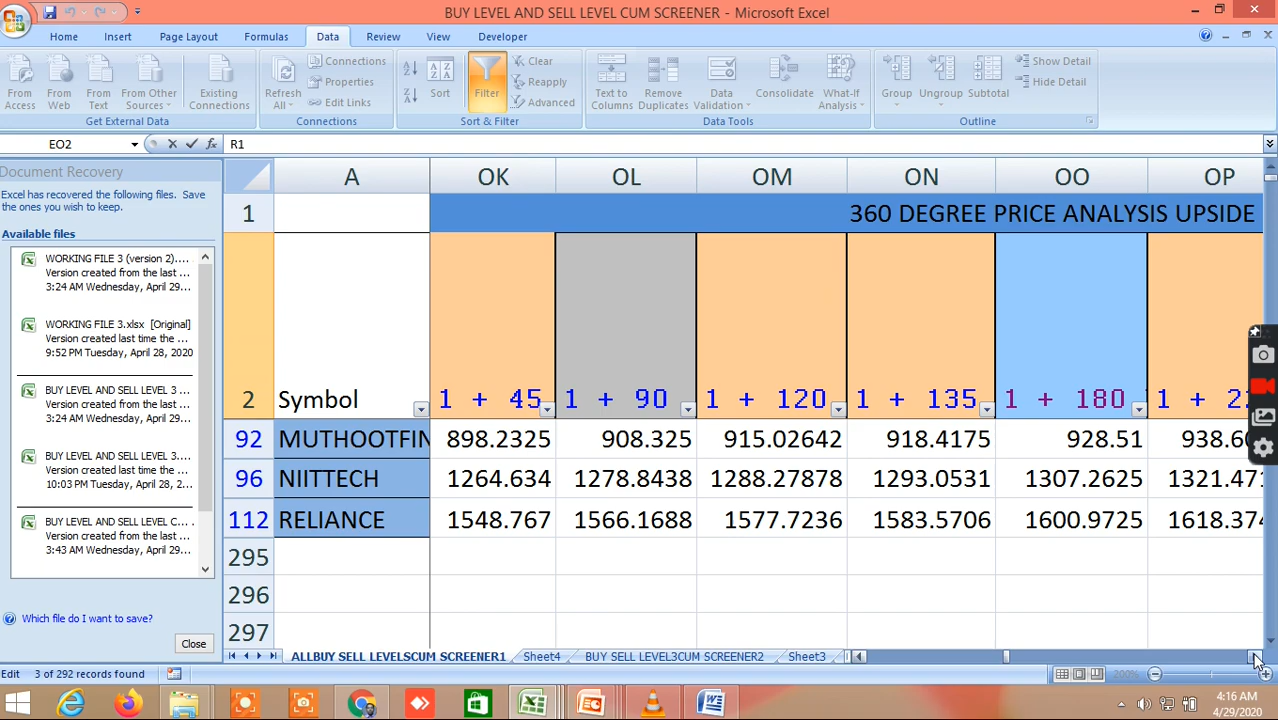 BUY LEVEL AND SELL LEVEL CUM SCREENER - Microsoft Excel
Home Insert Page Layout Formulas Data Review View Developer
From Access From Web From Text From Other Sources Existing Connections
Get External Data
Refresh All Connections Properties Edit Links
Connections
Sort Filter Clear Reapply Advanced
Sort & Filter
Text to Columns Remove Duplicates Data Validation Consolidate What-If Analysis
Data Tools
Group Ungroup Subtotal Show Detail Hide Detail
Outline
EO2 fx R1
Document Recovery
Excel has recovered the following files. Save
the ones you wish to keep.
Available files
WORKING FILE 3 (version 2)....
Version created from the last ...
3:24 AM Wednesday, April 29...
WORKING FILE 3.xlsx [Original]
Version created last time the ...
9:52 PM Tuesday, April 28, 2020
BUY LEVEL AND SELL LEVEL 3 ...
Version created from the last ...
3:24 AM Wednesday, April 29...
BUY LEVEL AND SELL LEVEL 3...
Version created last time the ...
10:03 PM Tuesday, April 28, 2...
BUY LEVEL AND SELL LEVEL C...
Version created from the last ...
3:43 AM Wednesday, April 29...
Which file do I want to save?
Close
A OK OL OM ON OO OP
1 360 DEGREE PRICE ANALYSIS UPSIDE
2 Symbol 1 + 45 1 + 90 1 + 120 1 + 135 1 + 180 1 +
92 MUTHOOTFIN 898.2325 908.325 915.02642 918.4175 928.51 938.60
96 NIITTECH 1264.634 1278.8438 1288.27878 1293.0531 1307.2625 1321.471
112 RELIANCE 1548.767 1566.1688 1577.7236 1583.5706 1600.9725 1618.374
295
296
297
ALLBUY SELL LEVELSCUM SCREENER1 Sheet4 BUY SELL LEVEL3CUM SCREENER2 Sheet3
Edit 3 of 292 records found 200%
4:16 AM
4/29/2020